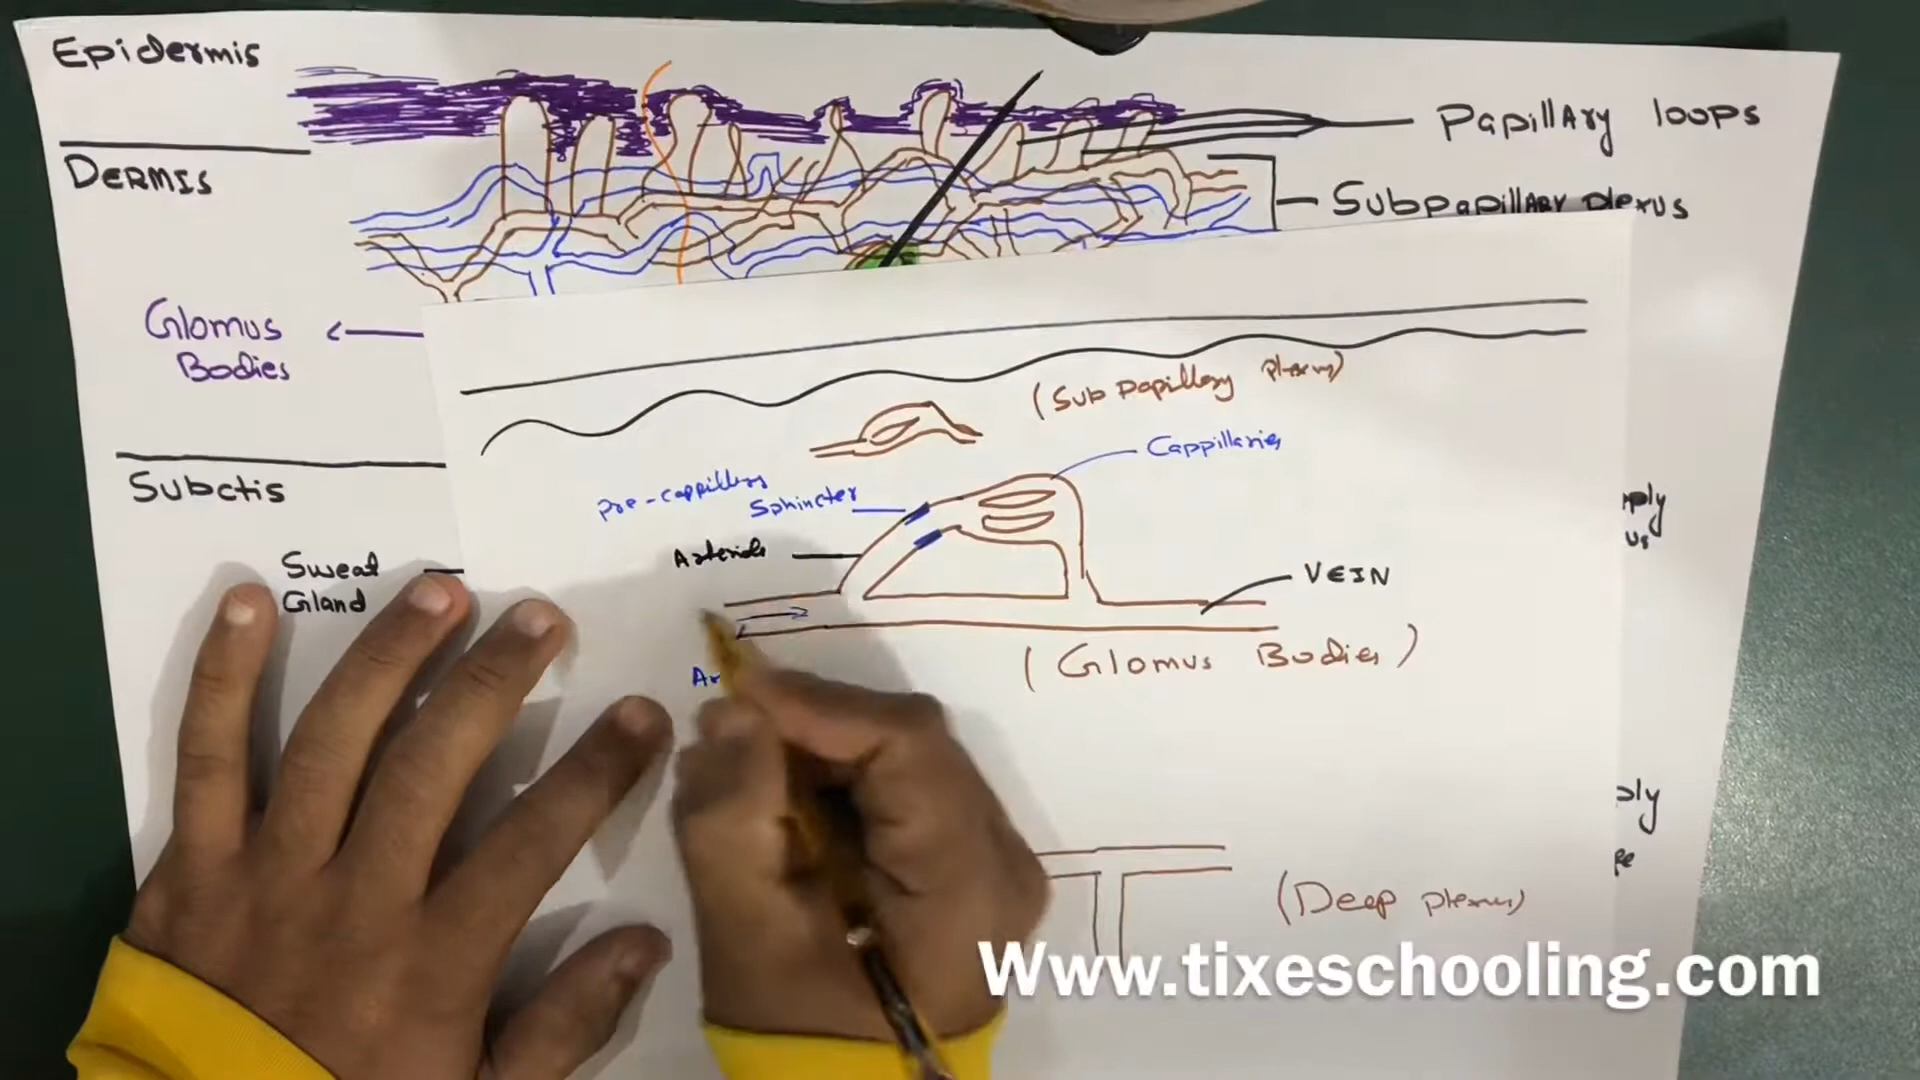 Epidermis
Papillary loops
DERMIS
Subpapillary plexus
Glomus
Bodies
(Sub papillary plexus)
Cappillaries
Pre-cappillary
Sphincter
Subctis
Arteriole
Sweat
Gland
VEIN
(Glomus Bodies)
Ar
(Deep plexus)
Www.tixeschooling.com